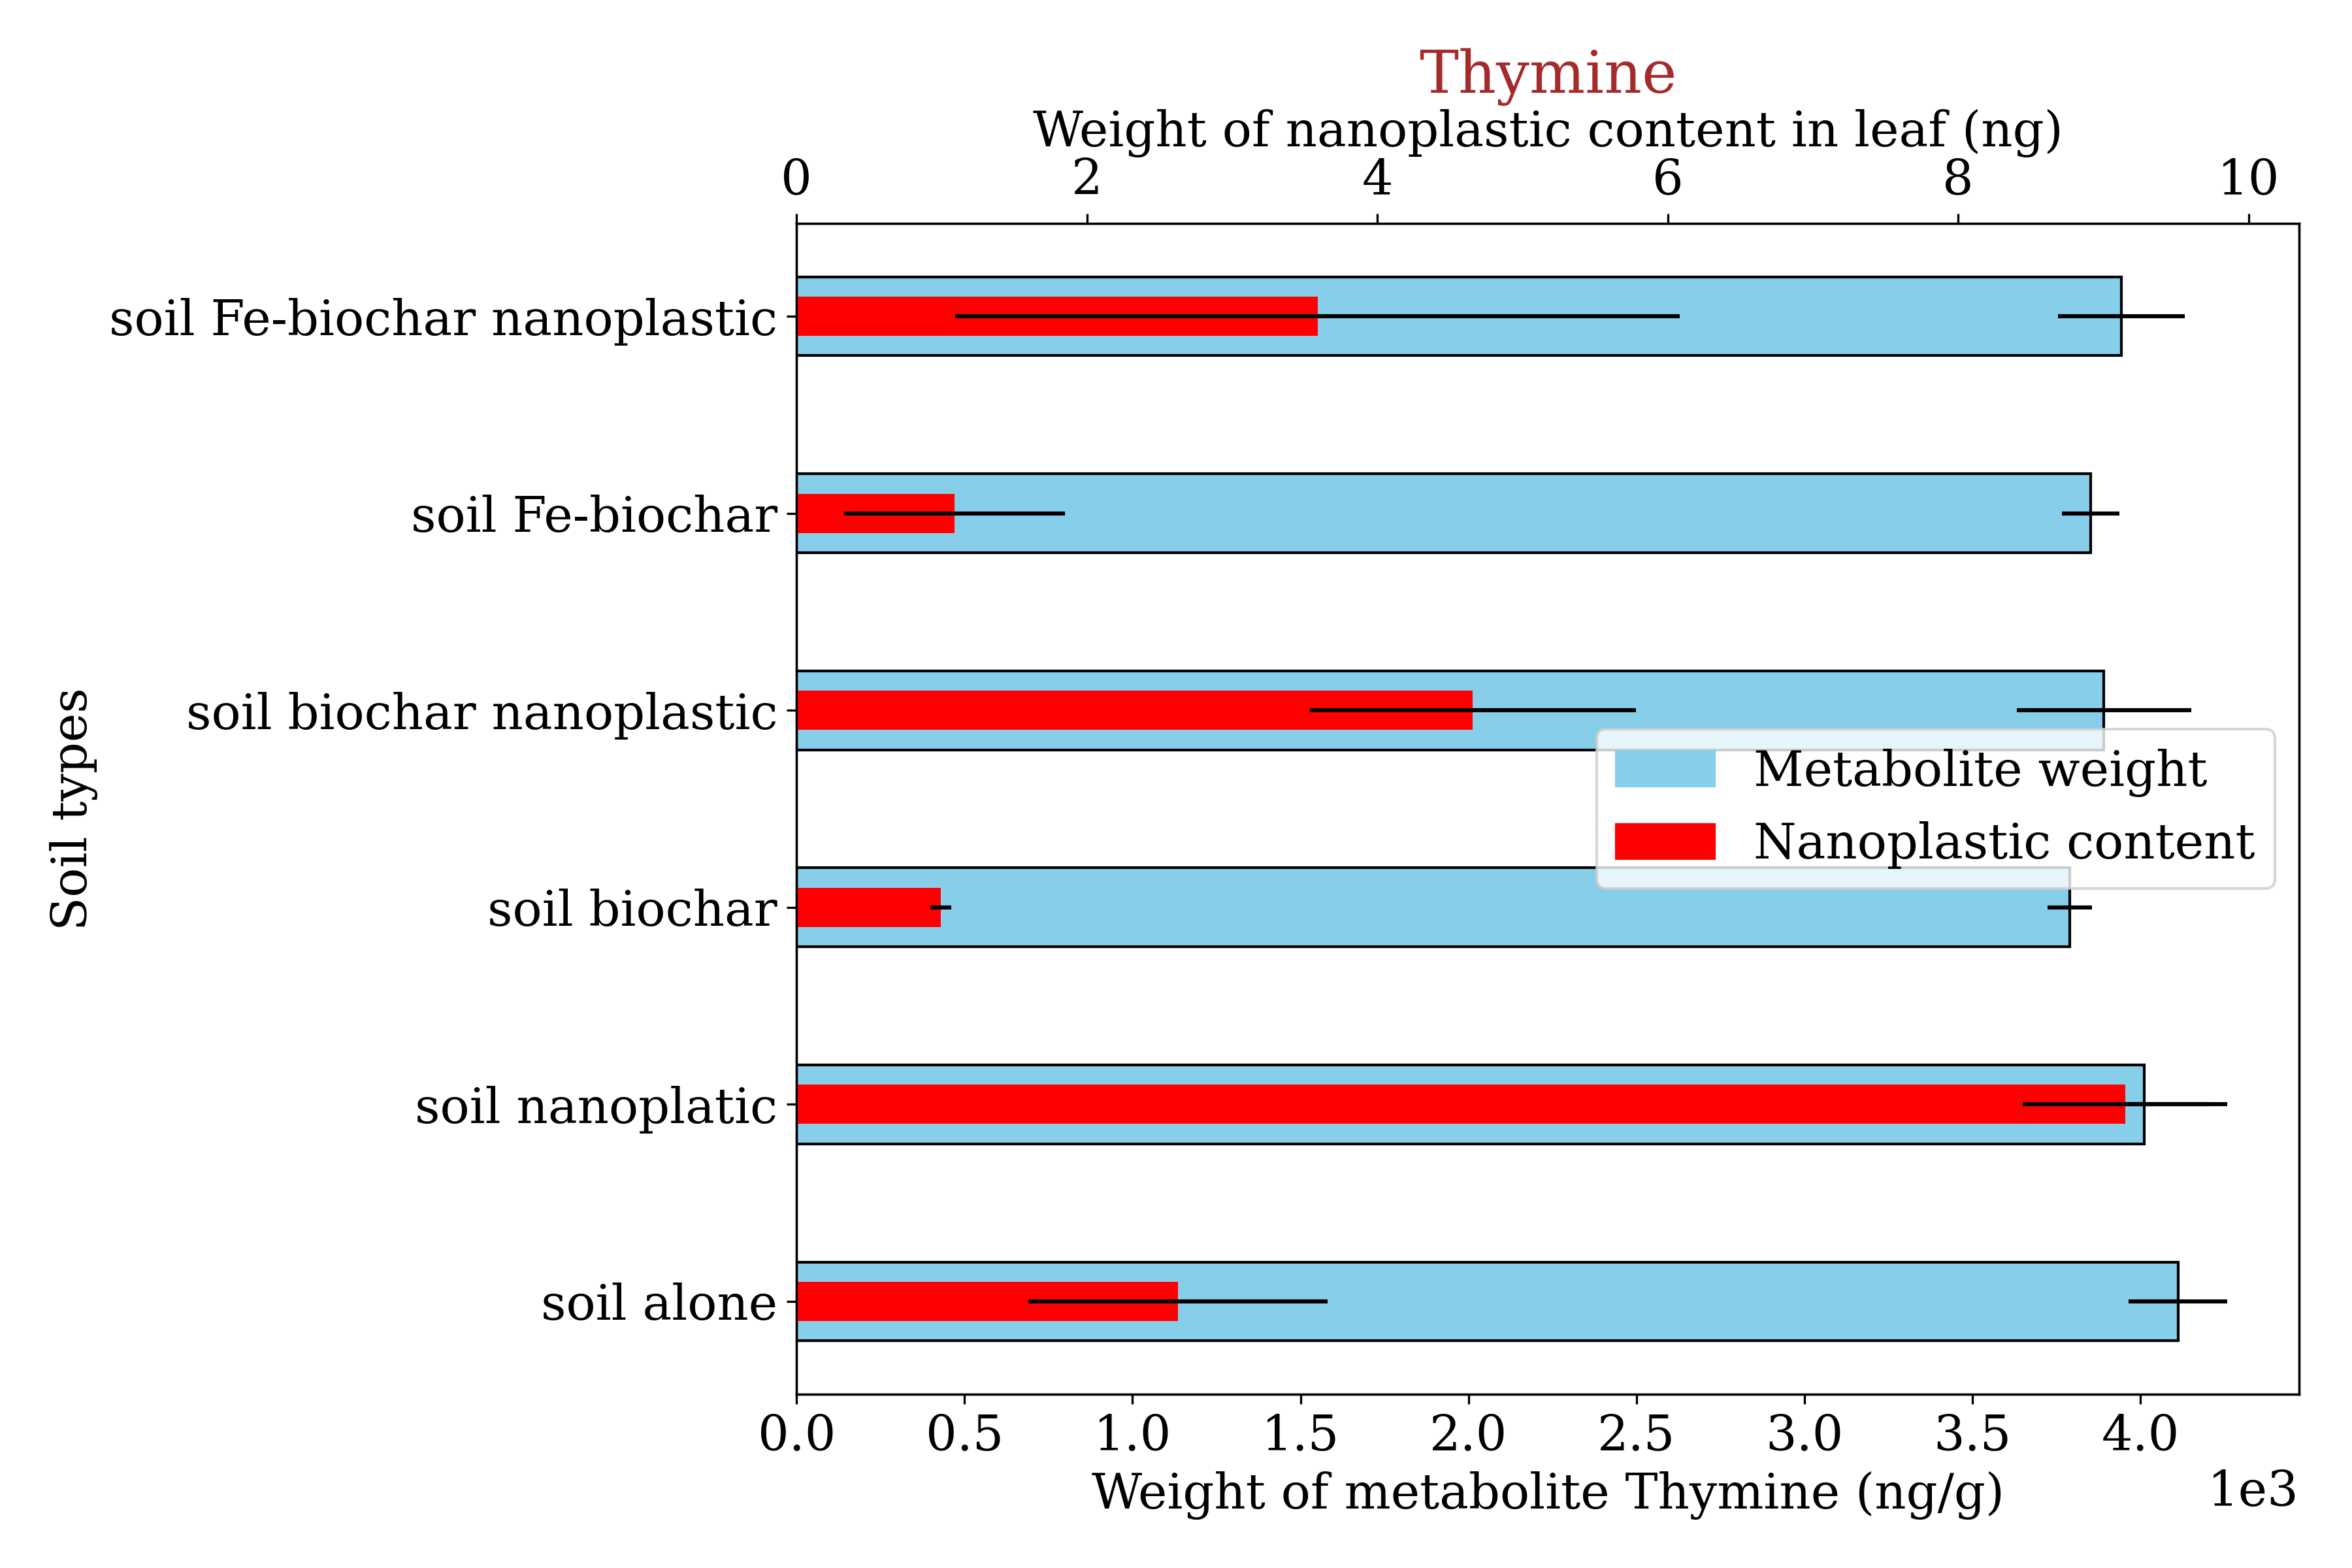 Thymine
Weight of nanoplastic content in leaf (ng)
0 2 4 6 8 10
soil Fe-biochar nanoplastic
soil Fe-biochar
soil biochar nanoplastic
soil biochar
soil nanoplatic
soil alone
Soil types
Metabolite weight
Nanoplastic content
0.0 0.5 1.0 1.5 2.0 2.5 3.0 3.5 4.0
Weight of metabolite Thymine (ng/g)
1e3